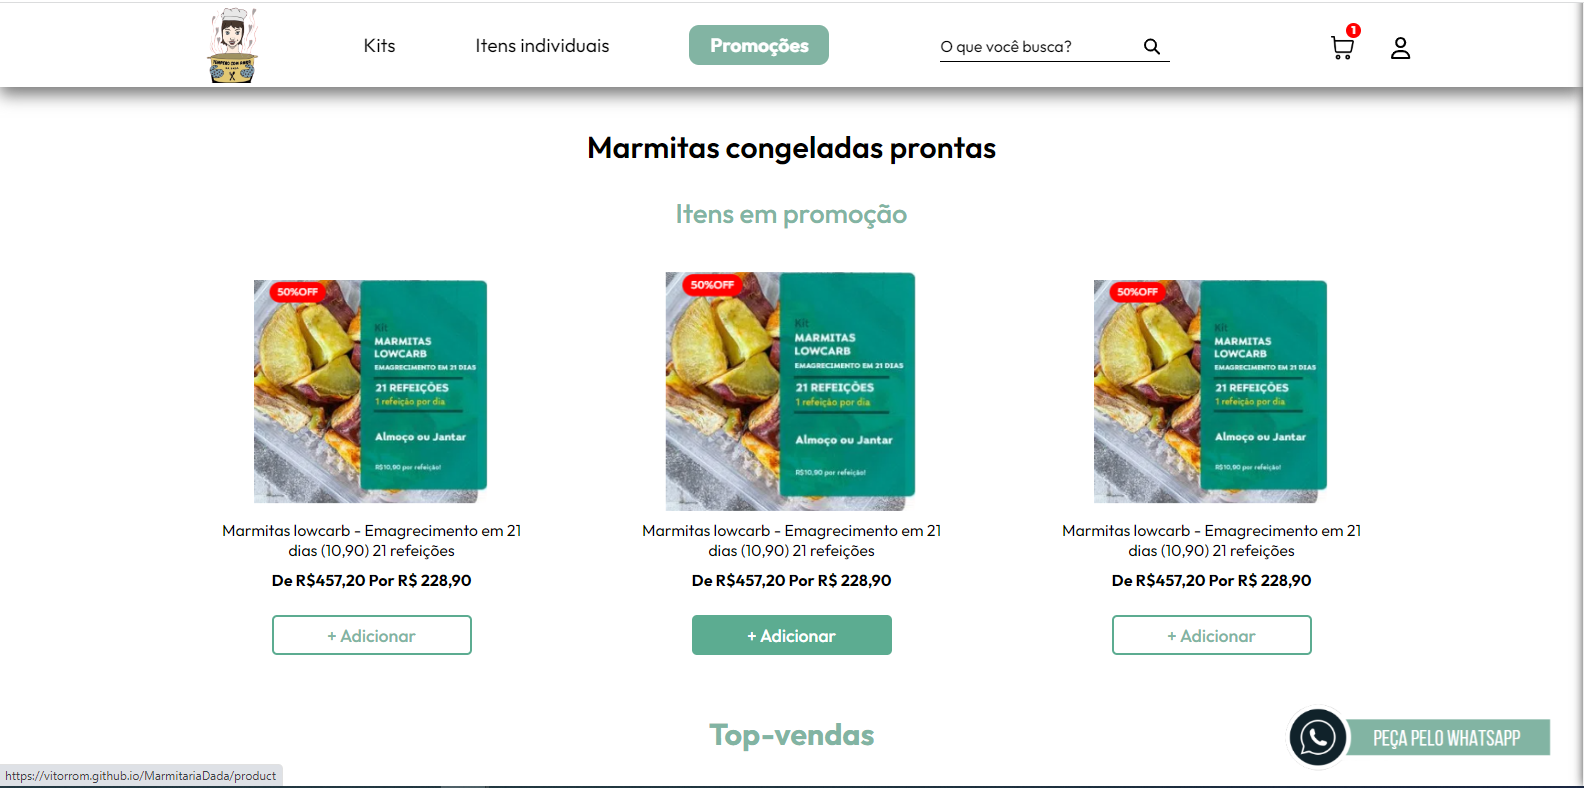 TEMPERO COM AMOR
Kits
Itens individuais
Promoções
O que você busca?
1
Marmitas congeladas prontas
Itens em promoção
50%OFF
Kit
MARMITAS
LOWCARB
EMAGRECIMENTO EM 21 DIAS
21 REFEIÇÕES
1 refeição por dia
Almoço ou Jantar
R$10,90 por refeição!
Marmitas lowcarb - Emagrecimento em 21
dias (10,90) 21 refeições
De R$457,20 Por R$ 228,90
+ Adicionar
50%OFF
Kit
MARMITAS
LOWCARB
EMAGRECIMENTO EM 21 DIAS
21 REFEIÇÕES
1 refeição por dia
Almoço ou Jantar
R$10,90 por refeição!
Marmitas lowcarb - Emagrecimento em 21
dias (10,90) 21 refeições
De R$457,20 Por R$ 228,90
+ Adicionar
50%OFF
Kit
MARMITAS
LOWCARB
EMAGRECIMENTO EM 21 DIAS
21 REFEIÇÕES
1 refeição por dia
Almoço ou Jantar
R$10,90 por refeição!
Marmitas lowcarb - Emagrecimento em 21
dias (10,90) 21 refeições
De R$457,20 Por R$ 228,90
+ Adicionar
Top-vendas
PEÇA PELO WHATSAPP
https://vitorrom.github.io/MarmitariaDada/product